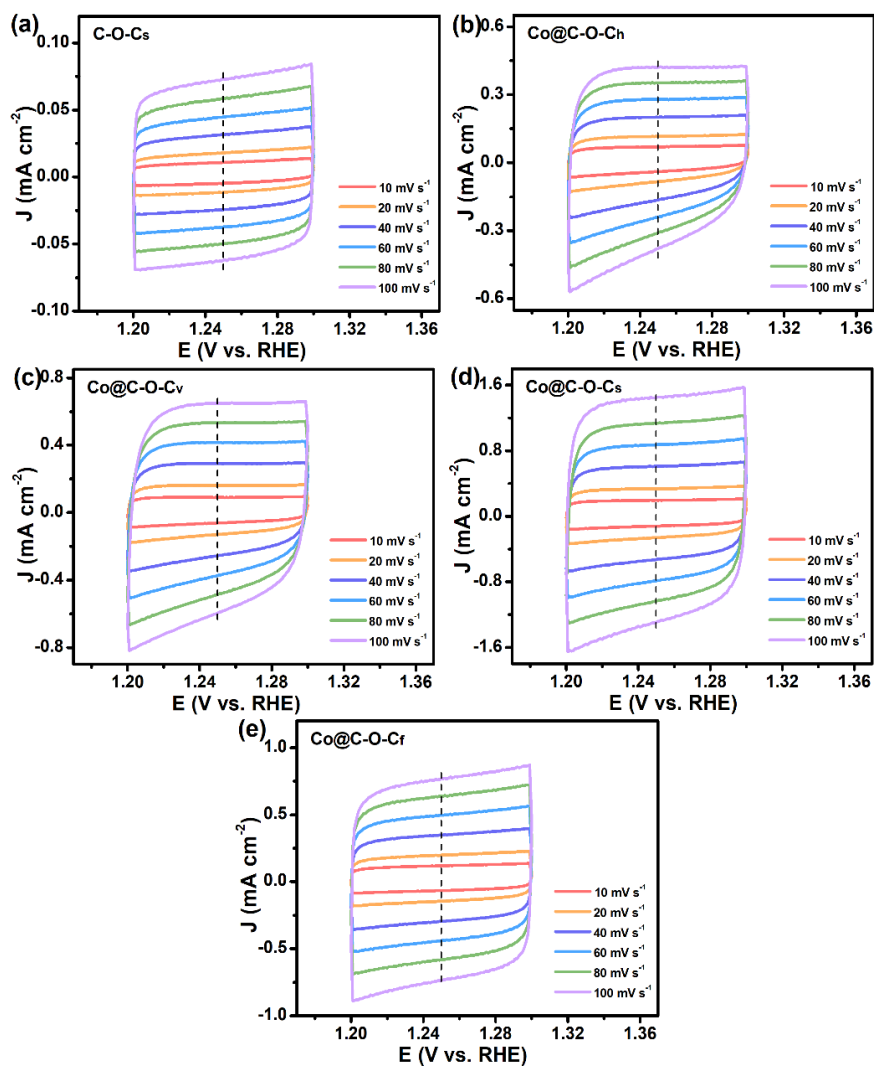 (a)
C-O-Cs
J (mA cm⁻²)
0.10
0.05
0.00
-0.05
-0.10
10 mV s⁻¹
20 mV s⁻¹
40 mV s⁻¹
60 mV s⁻¹
80 mV s⁻¹
100 mV s⁻¹
1.20 1.24 1.28 1.32 1.36
E (V vs. RHE)
(b)
Co@C-O-Ch
J (mA cm⁻²)
0.6
0.3
0.0
-0.3
-0.6
10 mV s⁻¹
20 mV s⁻¹
40 mV s⁻¹
60 mV s⁻¹
80 mV s⁻¹
100 mV s⁻¹
1.20 1.24 1.28 1.32 1.36
E (V vs. RHE)
(c)
Co@C-O-Cv
J (mA cm⁻²)
0.8
0.4
0.0
-0.4
-0.8
10 mV s⁻¹
20 mV s⁻¹
40 mV s⁻¹
60 mV s⁻¹
80 mV s⁻¹
100 mV s⁻¹
1.20 1.24 1.28 1.32 1.36
E (V vs. RHE)
(d)
Co@C-O-Cs
J (mA cm⁻²)
1.6
0.8
0.0
-0.8
-1.6
10 mV s⁻¹
20 mV s⁻¹
40 mV s⁻¹
60 mV s⁻¹
80 mV s⁻¹
100 mV s⁻¹
1.20 1.24 1.28 1.32 1.36
E (V vs. RHE)
(e)
Co@C-O-Cf
J (mA cm⁻²)
1.0
0.5
0.0
-0.5
-1.0
10 mV s⁻¹
20 mV s⁻¹
40 mV s⁻¹
60 mV s⁻¹
80 mV s⁻¹
100 mV s⁻¹
1.20 1.24 1.28 1.32 1.36
E (V vs. RHE)